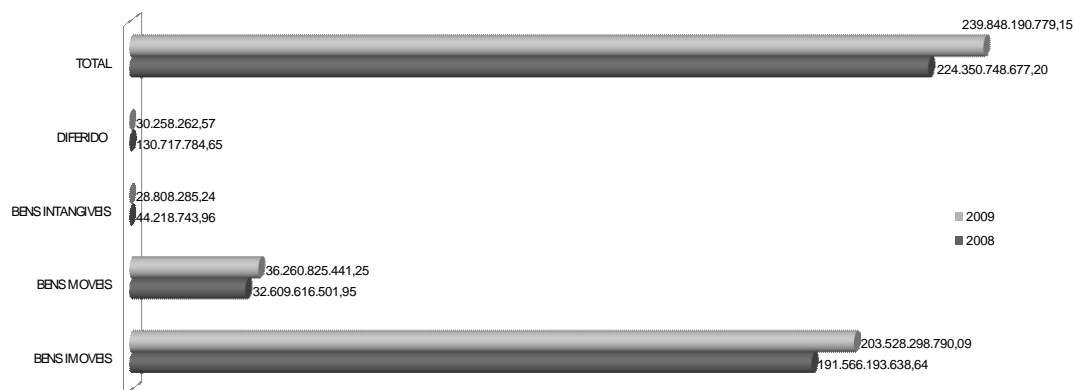 239.848.190.779,15
TOTAL
224.350.748.677,20
30.258.262,57
DIFERIDO
130.717.784,65
28.808.285,24
BENS INTANGIVEIS
44.218.743,96
2009
2008
36.260.825.441,25
BENS MOVEIS
32.609.616.501,95
203.528.298.790,09
BENS IMOVEIS
191.566.193.638,64